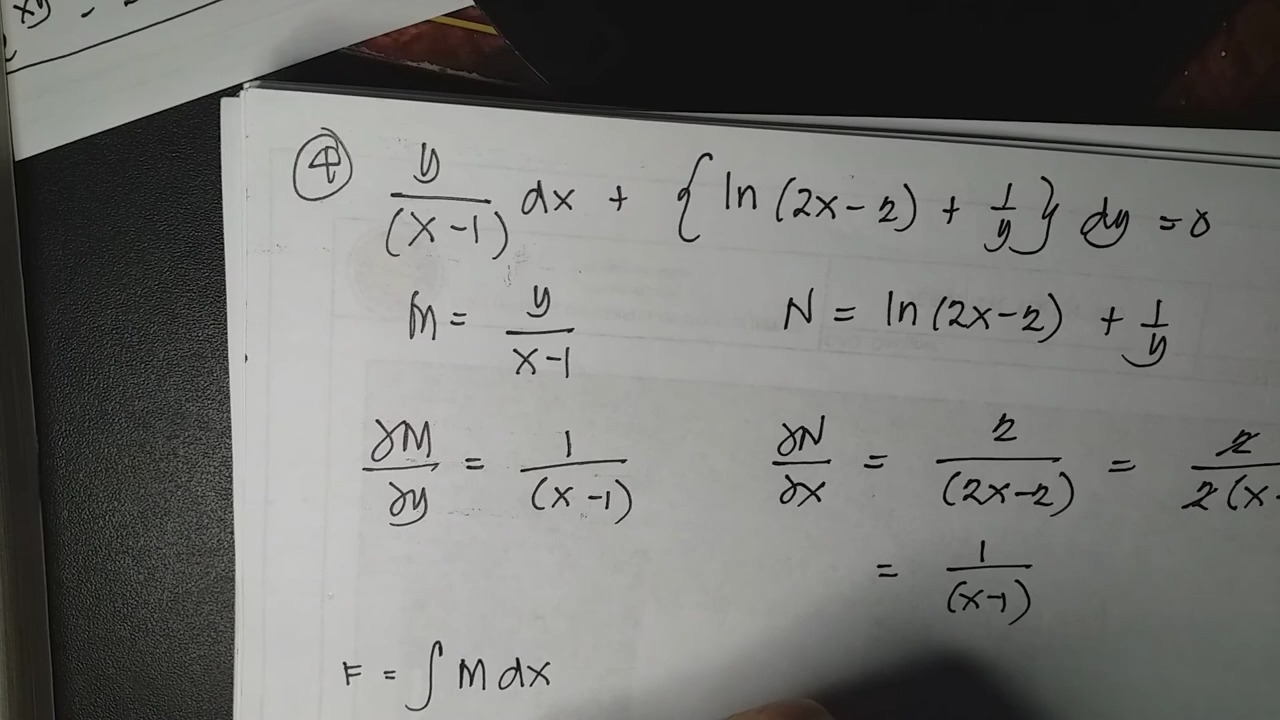 xy -
④ y/(x-1) dx + {ln(2x-2) + 1/y} dy = 0
M = y/(x-1) N = ln(2x-2) + 1/y
∂M/∂y = 1/(x-1) ∂N/∂x = 2/(2x-2) = 2/2(x-
= 1/(x-1)
F = ∫ M dx